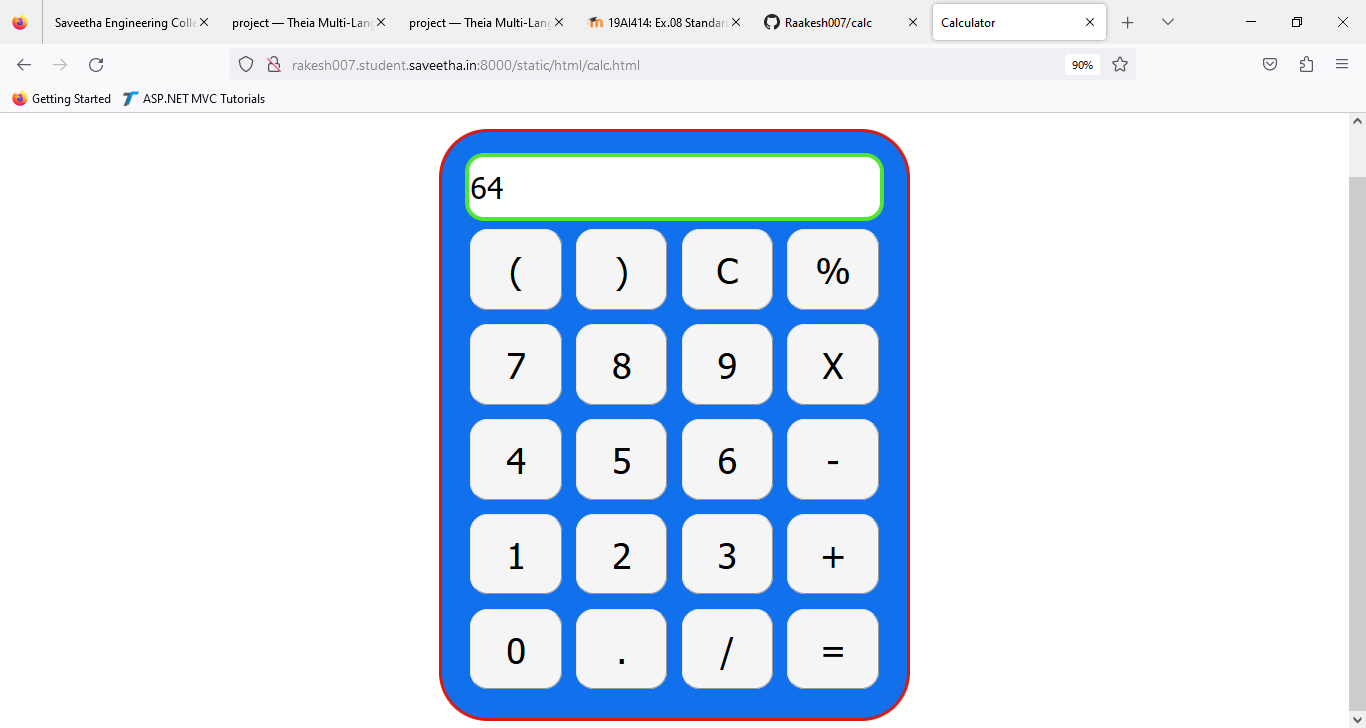 Saveetha Engineering Colle
project — Theia Multi-Lang
project — Theia Multi-Lang
19AI414: Ex.08 Standard
Raakesh007/calc
Calculator
rakesh007.student.saveetha.in:8000/static/html/calc.html
90%
Getting Started
ASP.NET MVC Tutorials
64
( ) C %
7 8 9 X
4 5 6 -
1 2 3 +
0 . / =